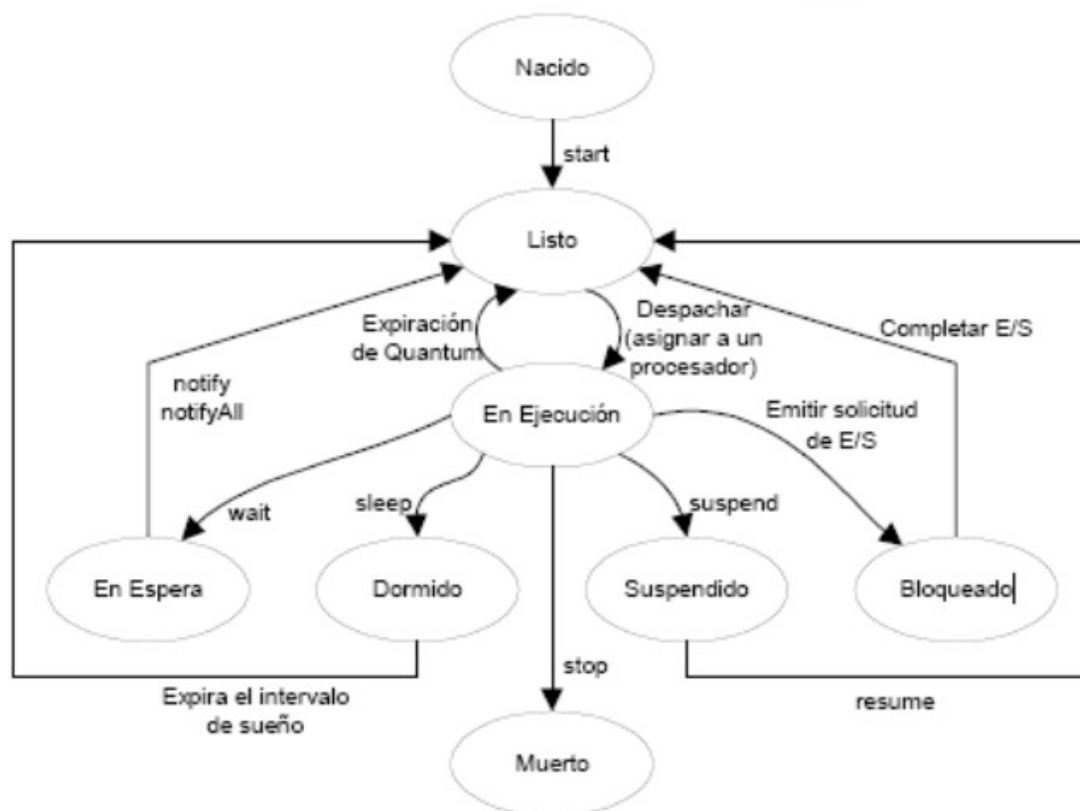 Nacido
start
Listo
Expiración
de Quantum
Despachar
(asignar a un
procesador)
Completar E/S
notify
notifyAll
En Ejecución
Emitir solicitud
de E/S
wait
sleep
suspend
En Espera
Dormido
Suspendido
Bloqueado
stop
Expira el intervalo
de sueño
resume
Muerto